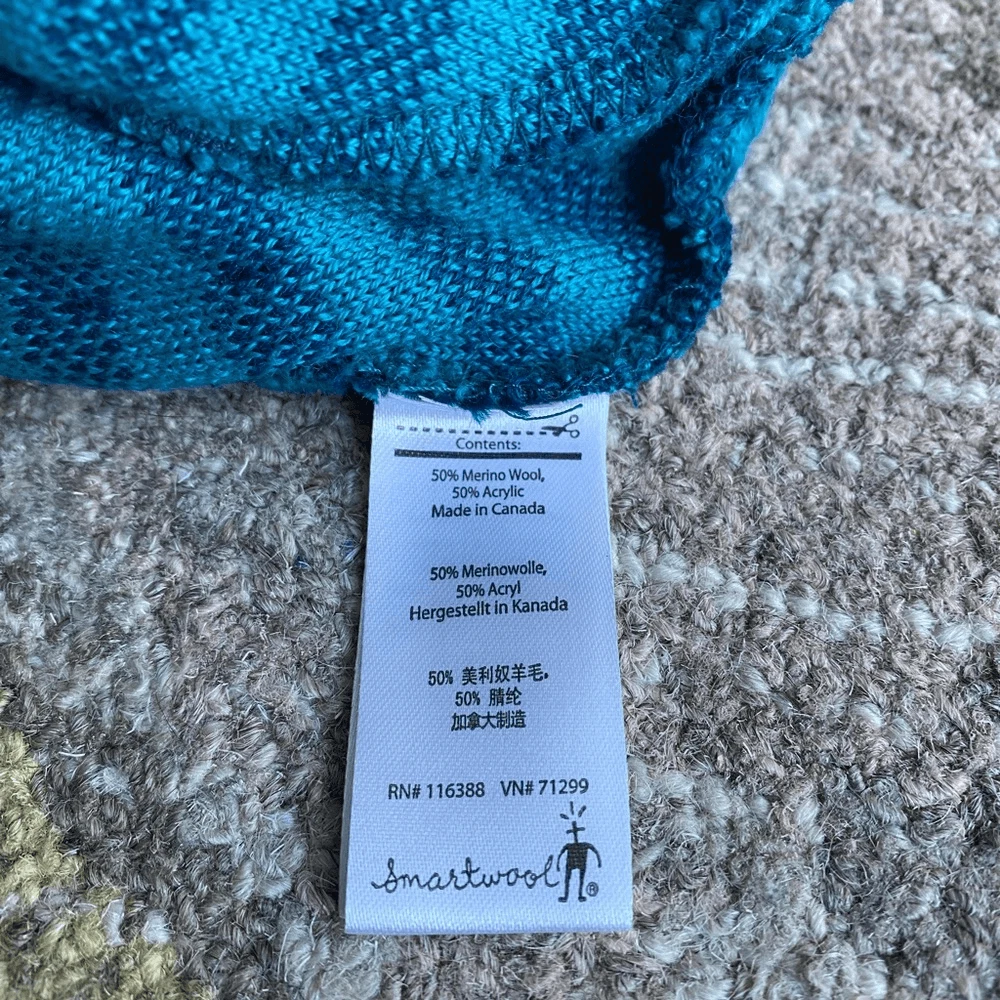 Contents:
50% Merino Wool,
50% Acrylic
Made in Canada
50% Merinowolle,
50% Acryl
Hergestellt in Kanada
50% 美利奴羊毛.
50% 腈纶
加拿大制造
RN# 116388 VN# 71299
Smartwool®